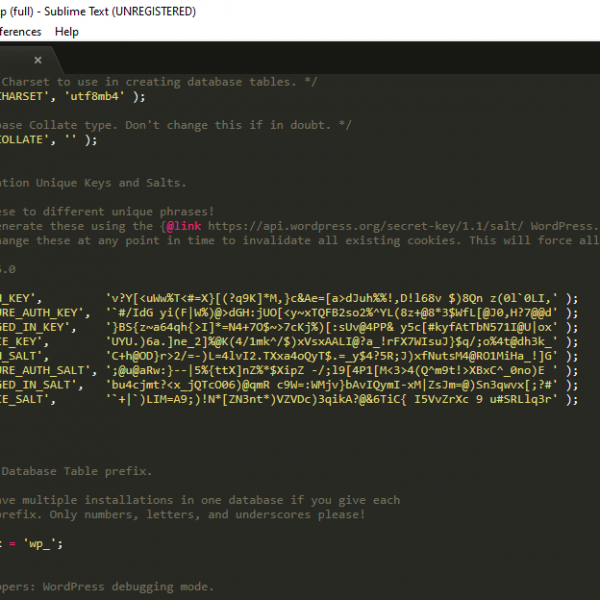 p (full) - Sublime Text (UNREGISTERED)
ferences Help
Charset to use in creating database tables. */
CHARSET', 'utf8mb4' );
base Collate type. Don't change this if in doubt. */
COLLATE', '' );
ation Unique Keys and Salts.
ese to different unique phrases!
enerate these using the {@link https://api.wordpress.org/secret-key/1.1/salt/ WordPress.
hange these at any point in time to invalidate all existing cookies. This will force all
6.0
H_KEY', 'v?Y[<uWw%T<#=X}[(?q9K]*M,}c&Ae=[a>dJuh%%!,D!l68v $)8Qn z(0l`0LI,' );
URE_AUTH_KEY', '`#/IdG yi(F|W%)@>dGH:jUO[<y~xTQFB2so2%^YL(8z+@8*3$WfL[@J0,H?7@@d' );
GED_IN_KEY', '}BS{z~a64qh{>I]*=N4+7O$~>7cKj%)[:sUv@4PP& y5c[#kyfAtTbN571I@U|ox' );
CE_KEY', 'UYU.)6a.]ne_2]%@K(4/1mk^/$)xVsxAALI@?a_!rFX7WIsuJ}$q/;o%4t@dh3k_' );
H_SALT', 'C+h@OD}r>2/=-)L=4lvI2.TXxa4oQyT$.=_y$4?5R;J)xfNutsM4@RO1MiHa_!]G' );
URE_AUTH_SALT', ';@u@aRw:}--|5%{ttX]nZ%*$XipZ -/;l9[4P1[M<3>4(Q^m9t!>XBxC^_0no)E ' );
GED_IN_SALT', 'bu4cjmt?<x_jQTcO06)@qmR c9W=:WMjv}bAvIQymI-xM|ZsJm=@)Sn3qwvx[;?#' );
CE_SALT', '`+|`)LIM=A9;)!N*[ZN3nt*)VZVDc)3qikA?@&6TiC{ I5VvZrXc 9 u#SRLlq3r' );
Database Table prefix.
ave multiple installations in one database if you give each
prefix. Only numbers, letters, and underscores please!
x = 'wp_';
opers: WordPress debugging mode.